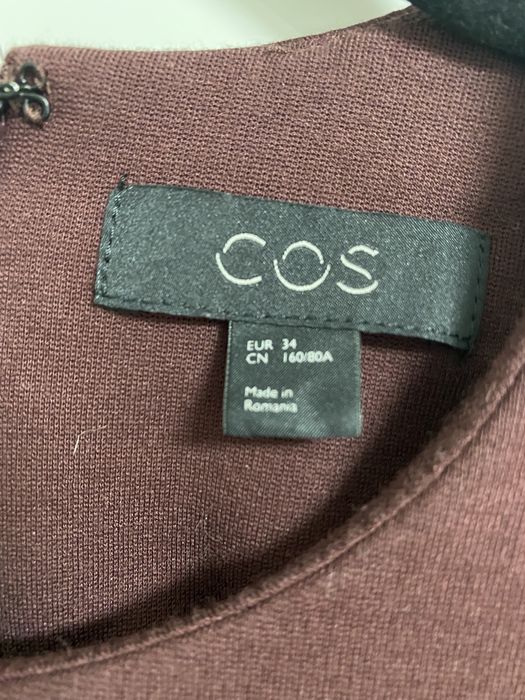 COS
EUR 34
CN 160/80A
Made in
Romania